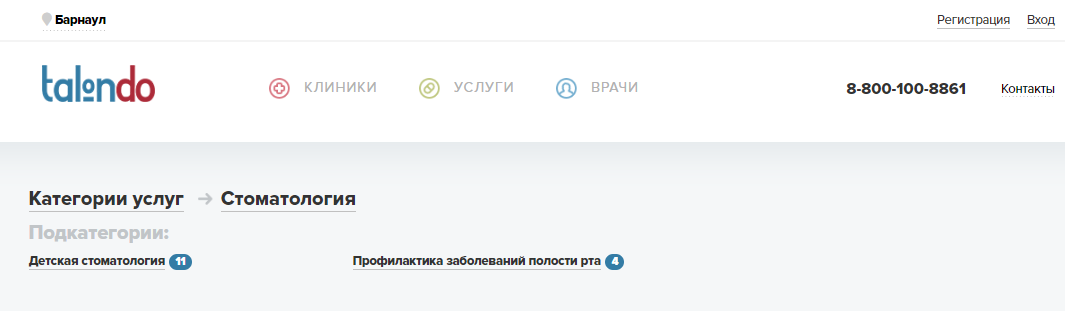 Барнаул
Регистрация Вход
talondo КЛИНИКИ УСЛУГИ ВРАЧИ 8-800-100-8861 Контакты
Категории услуг → Стоматология
Подкатегории:
Детская стоматология 11 Профилактика заболеваний полости рта 4